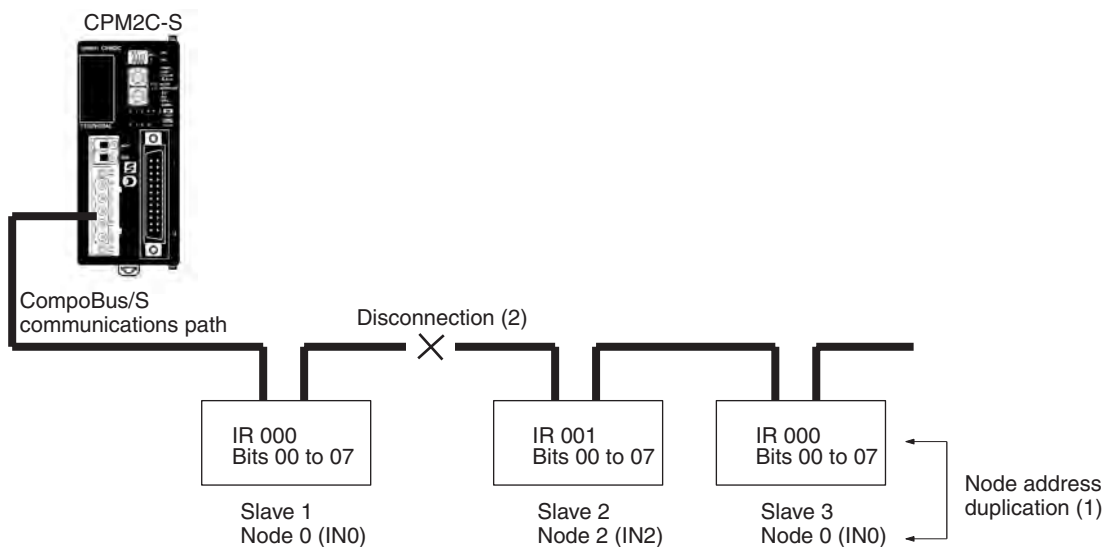 CPM2C-S
CompoBus/S
communications path
Disconnection (2)
IR 000
Bits 00 to 07
IR 001
Bits 00 to 07
IR 000
Bits 00 to 07
Slave 1
Node 0 (IN0)
Slave 2
Node 2 (IN2)
Slave 3
Node 0 (IN0)
Node address
duplication (1)